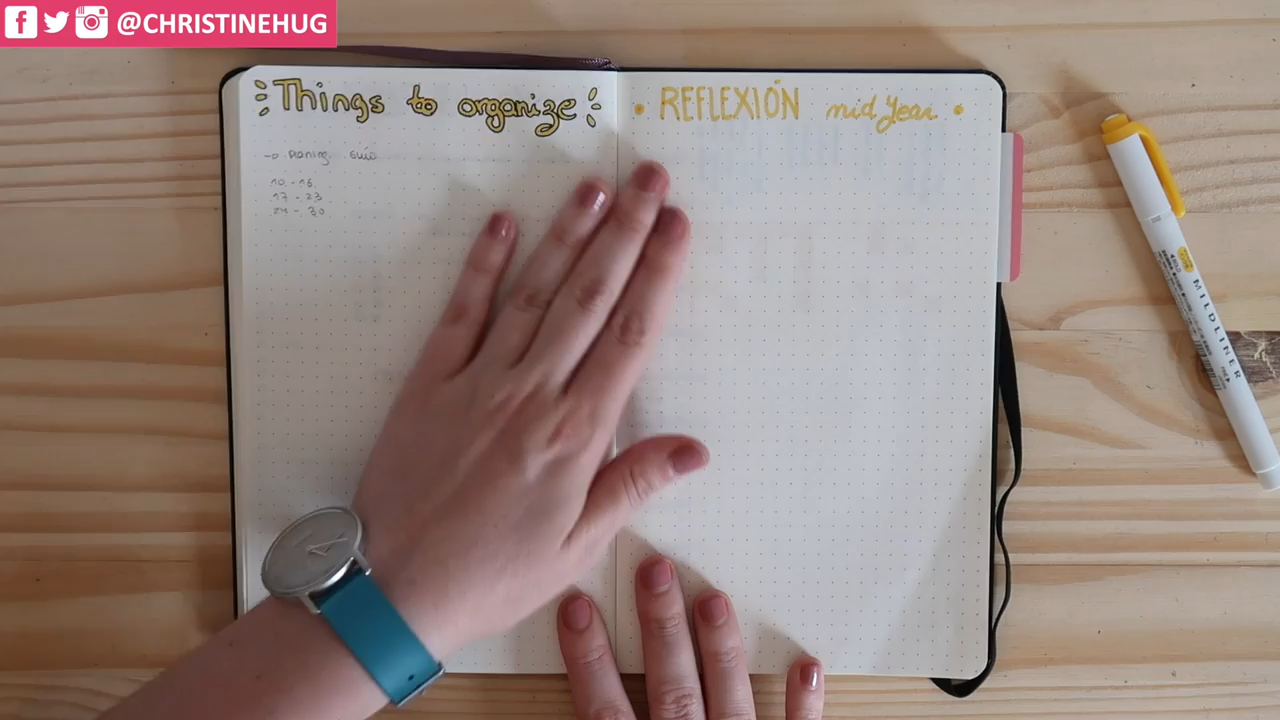 @CHRISTINEHUG
Things to organize
10 - 16
17 - 23
24 - 30
REFLEXIÓN mid Year
MILDLINER